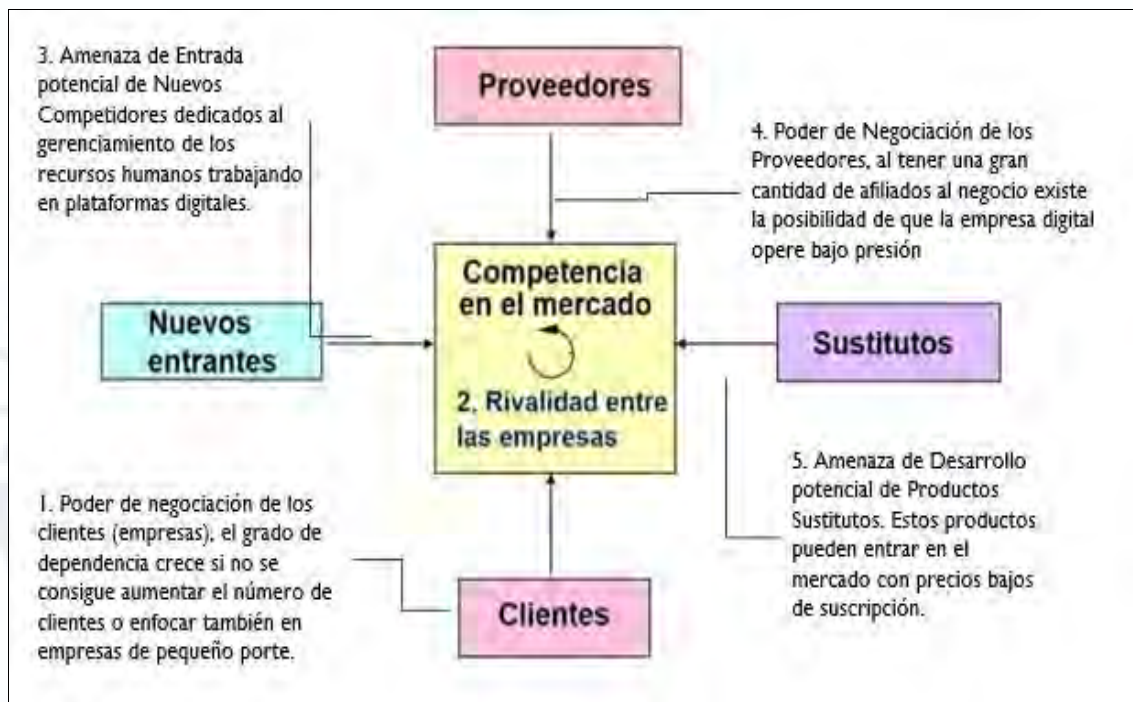 3. Amenaza de Entrada
potencial de Nuevos
Competidores dedicados al
gerenciamiento de los
recursos humanos trabajando
en plataformas digitales.
Proveedores
4. Poder de Negociación de los
Proveedores, al tener una gran
cantidad de afiliados al negocio existe
la posibilidad de que la empresa digital
opere bajo presión
Nuevos
entrantes
Competencia
en el mercado
2. Rivalidad entre
las empresas
Sustitutos
1. Poder de negociación de los
clientes (empresas), el grado de
dependencia crece si no se
consigue aumentar el número de
clientes o enfocar también en
empresas de pequeño porte.
Clientes
5. Amenaza de Desarrollo
potencial de Productos
Sustitutos. Estos productos
pueden entrar en el
mercado con precios bajos
de suscripción.